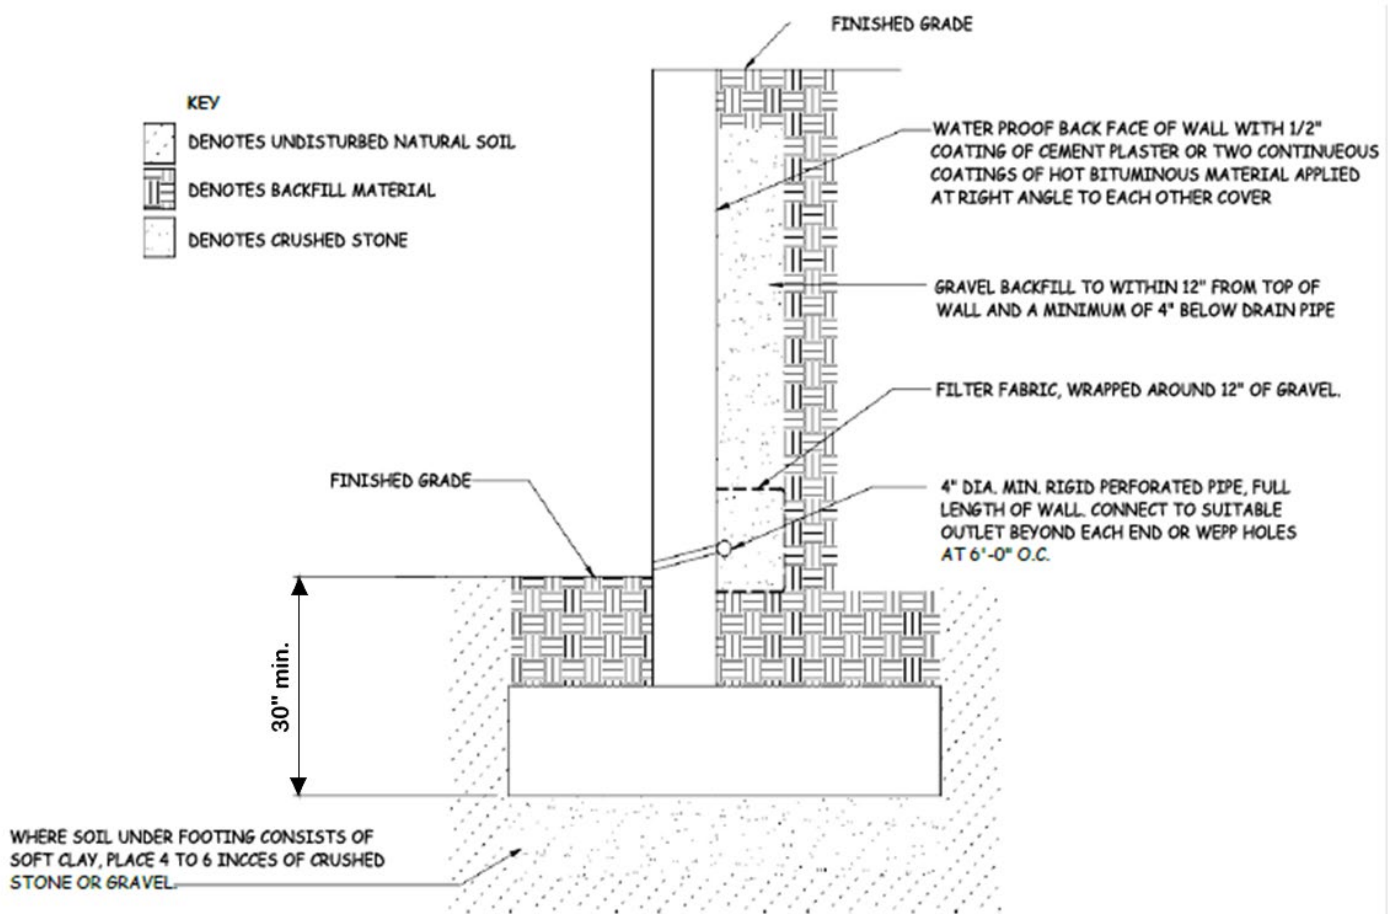 FINISHED GRADE
KEY
DENOTES UNDISTURBED NATURAL SOIL
DENOTES BACKFILL MATERIAL
DENOTES CRUSHED STONE
WATER PROOF BACK FACE OF WALL WITH 1/2"
COATING OF CEMENT PLASTER OR TWO CONTINUEOUS
COATINGS OF HOT BITUMINOUS MATERIAL APPLIED
AT RIGHT ANGLE TO EACH OTHER COVER
GRAVEL BACKFILL TO WITHIN 12" FROM TOP OF
WALL AND A MINIMUM OF 4" BELOW DRAIN PIPE
FILTER FABRIC, WRAPPED AROUND 12" OF GRAVEL.
FINISHED GRADE
4" DIA. MIN. RIGID PERFORATED PIPE, FULL
LENGTH OF WALL. CONNECT TO SUITABLE
OUTLET BEYOND EACH END OR WEPP HOLES
AT 6'-0" O.C.
30" min.
WHERE SOIL UNDER FOOTING CONSISTS OF
SOFT CLAY, PLACE 4 TO 6 INCCES OF CRUSHED
STONE OR GRAVEL.